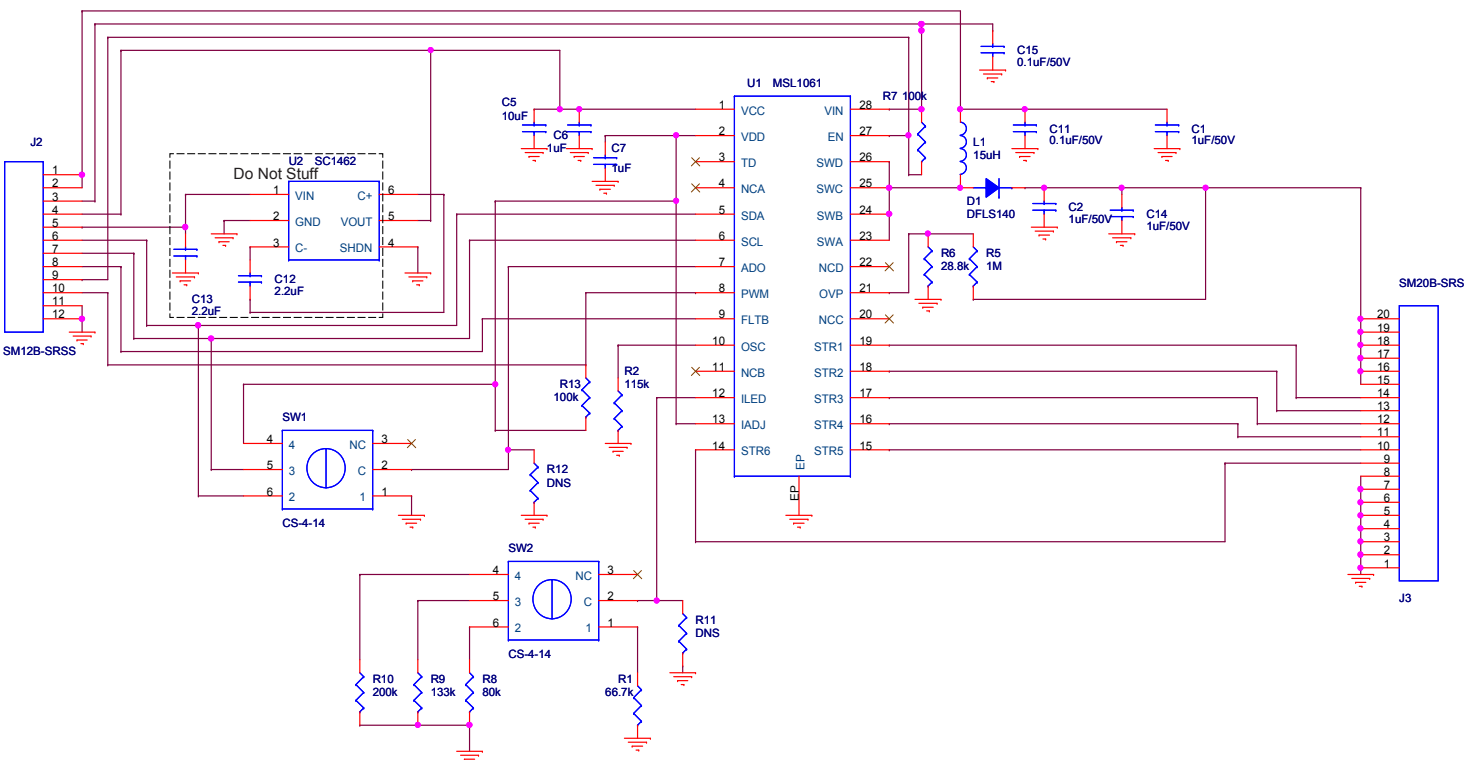 C15
0.1uF/50V
U1 MSL1061
J2
SM12B-SRSS
1
2
3
4
5
6
7
8
9
10
11
12
Do Not Stuff
U2 SC1462
1 VIN C+ 6
2 GND VOUT 5
3 C- SHDN 4
C12
2.2uF
C13
2.2uF
C5
10uF
C6
1uF
C7
1uF
1 VCC VIN 28
2 VDD EN 27
3 TD SWD 26
4 NCA SWC 25
5 SDA SWB 24
6 SCL SWA 23
7 ADO NCD 22
8 PWM OVP 21
9 FLTB NCC 20
10 OSC STR1 19
11 NCB STR2 18
12 ILED STR3 17
13 IADJ STR4 16
14 STR6 STR5 15
EP
EP
R7 100k
L1
15uH
C11
0.1uF/50V
C1
1uF/50V
D1
DFLS140
C2
1uF/50V
C14
1uF/50V
R6
28.8k
R5
1M
SM20B-SRS
20
19
18
17
16
15
14
13
12
11
10
9
8
7
6
5
4
3
2
1
J3
R13
100k
R2
115k
SW1
4 4 NC 3
5 3 C 2
6 2 1 1
CS-4-14
R12
DNS
SW2
4 4 NC 3
5 3 C 2
6 2 1 1
CS-4-14
R11
DNS
R10
200k
R9
133k
R8
80k
R1
66.7k